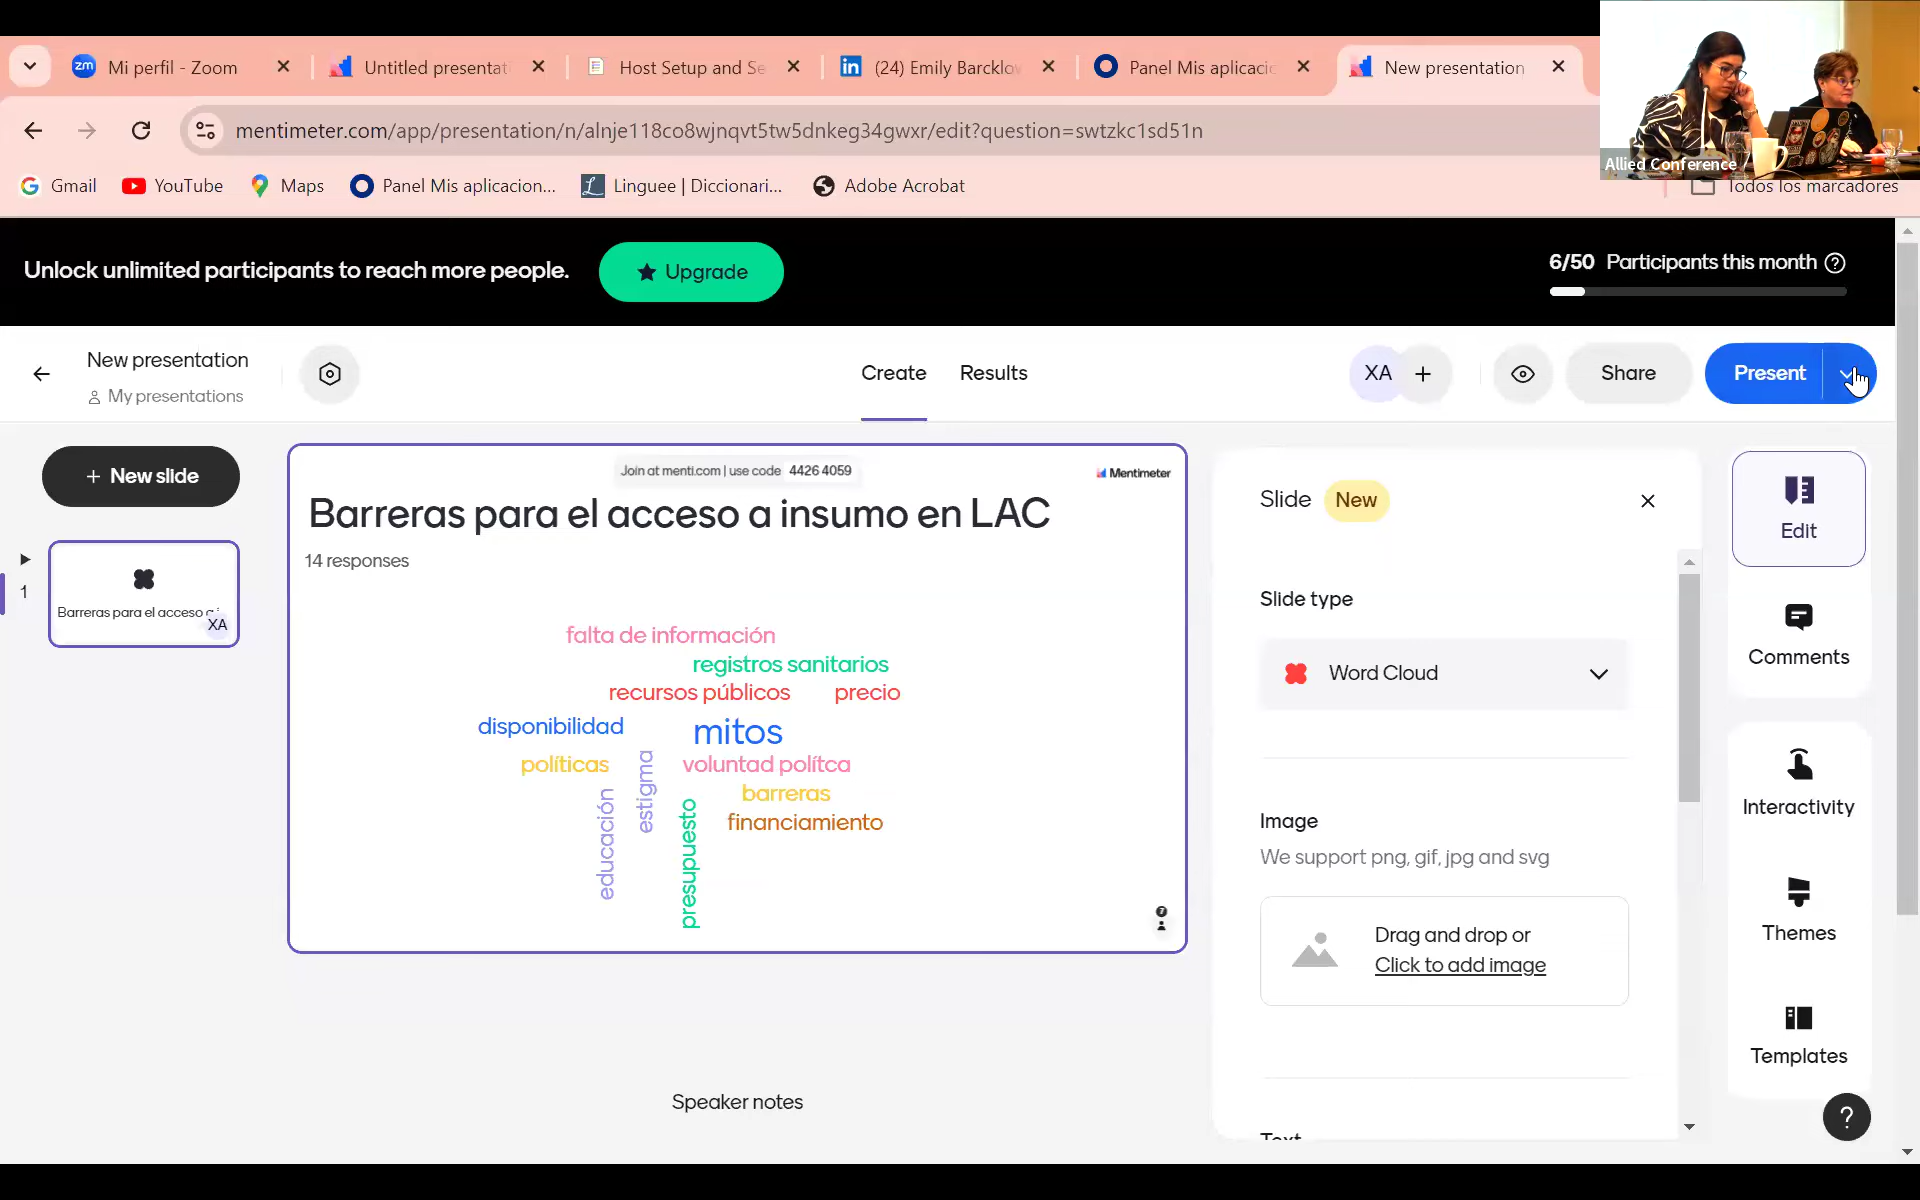 Mi perfil - Zoom
Untitled presentat
Host Setup and Se
(24) Emily Barcklow
Panel Mis aplicacio
New presentation
mentimeter.com/app/presentation/n/alnje118co8wjnqvt5tw5dnkeg34gwxr/edit?question=swtzkc1sd51n
Allied Conference
Gmail
YouTube
Maps
Panel Mis aplicacion...
Linguee | Diccionari...
Adobe Acrobat
Todos los marcadores
Unlock unlimited participants to reach more people.
Upgrade
6/50 Participants this month
New presentation
My presentations
Create
Results
XA
Share
Present
+ New slide
1
Barreras para el acceso a i
XA
Join at menti.com | use code 4426 4059
Mentimeter
Barreras para el acceso a insumo en LAC
14 responses
falta de información
registros sanitarios
recursos públicos
precio
disponibilidad
mitos
políticas
estigma
voluntad polítca
educación
presupuesto
barreras
financiamiento
Speaker notes
Slide
New
Slide type
Word Cloud
Image
We support png, gif, jpg and svg
Drag and drop or
Click to add image
Text
Edit
Comments
Interactivity
Themes
Templates
?